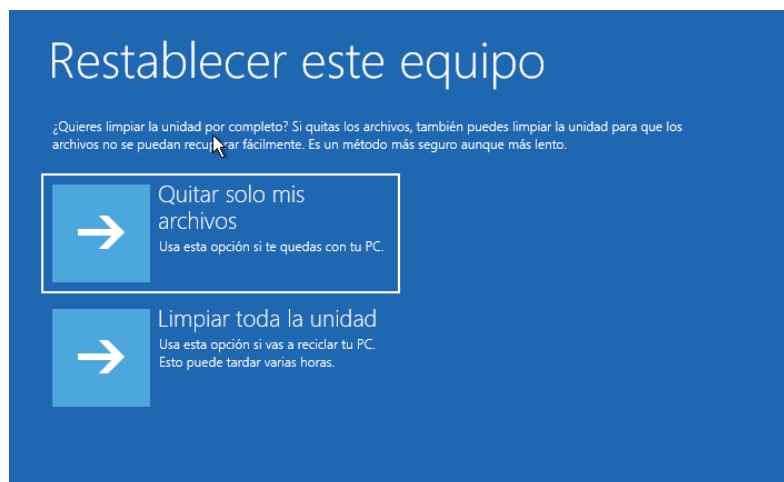 Restablecer este equipo
¿Quieres limpiar la unidad por completo? Si quitas los archivos, también puedes limpiar la unidad para que los
archivos no se puedan recuperar fácilmente. Es un método más seguro aunque más lento.
Quitar solo mis
archivos
Usa esta opción si te quedas con tu PC.
Limpiar toda la unidad
Usa esta opción si vas a reciclar tu PC.
Esto puede tardar varias horas.